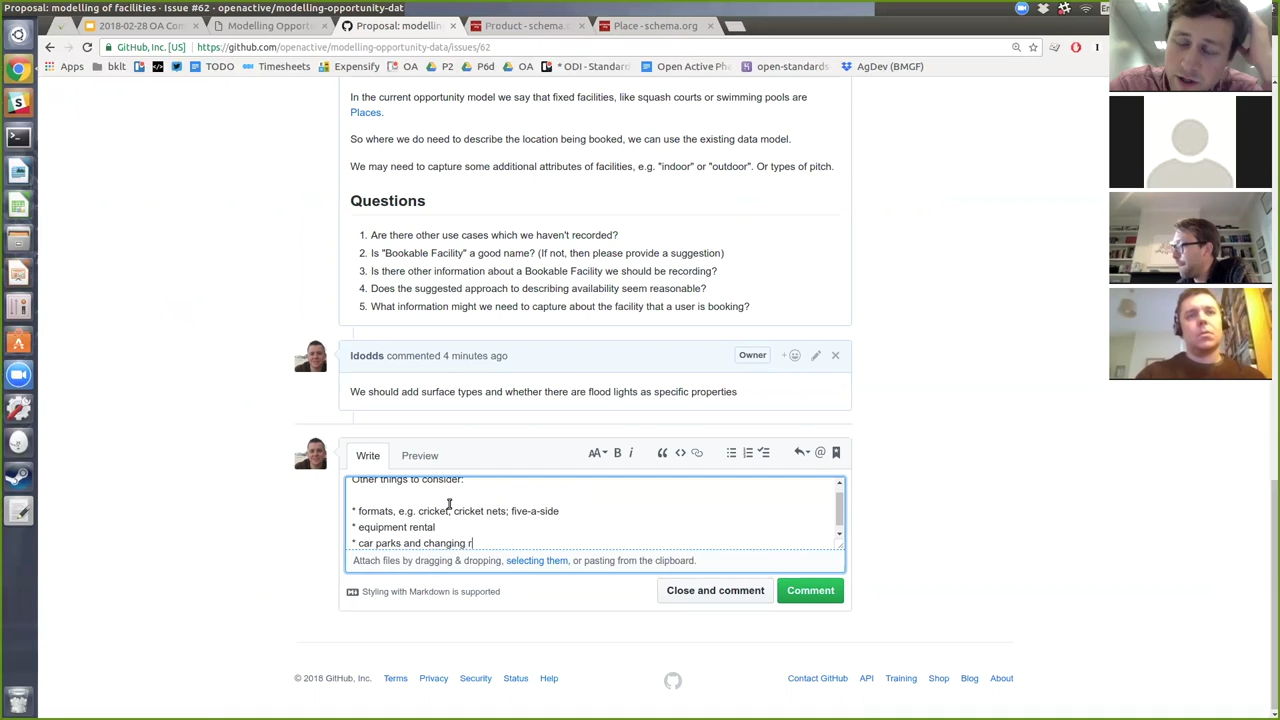 Proposal: modelling of facilities - Issue #62 - openactive/modelling-opportunity-dat
2018-02-28 OA Com
Modelling Opport
Proposal: modellin
Product - schema.o
Place - schema.org
GitHub, Inc. [US]
https://github.com/openactive/modelling-opportunity-data/issues/62
Apps
bklt
TODO
Timesheets
Expensify
OA
P2
P6d
OA
* ODI - Standard
Open Active Ph
open-standards
AgDev (BMGF)
In the current opportunity model we say that fixed facilities, like squash courts or swimming pools are
Places.
So where we do need to describe the location being booked, we can use the existing data model.
We may need to capture some additional attributes of facilities, e.g. "indoor" or "outdoor". Or types of pitch.
Questions
1. Are there other use cases which we haven't recorded?
2. Is "Bookable Facility" a good name? (If not, then please provide a suggestion)
3. Is there other information about a Bookable Facility we should be recording?
4. Does the suggested approach to describing availability seem reasonable?
5. What information might we need to capture about the facility that a user is booking?
ldodds commented 4 minutes ago
Owner
We should add surface types and whether there are flood lights as specific properties
Write
Preview
AA
B
i
Other things to consider:
* formats, e.g. cricket, cricket nets; five-a-side
* equipment rental
* car parks and changing r
Attach files by dragging & dropping, selecting them, or pasting from the clipboard.
Styling with Markdown is supported
Close and comment
Comment
© 2018 GitHub, Inc.
Terms
Privacy
Security
Status
Help
Contact GitHub
API
Training
Shop
Blog
About